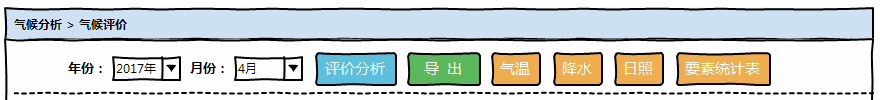 气候分析 > 气候评价
年份： 2017年 月份： 4月 评价分析 导 出 气温 降水 日照 要素统计表